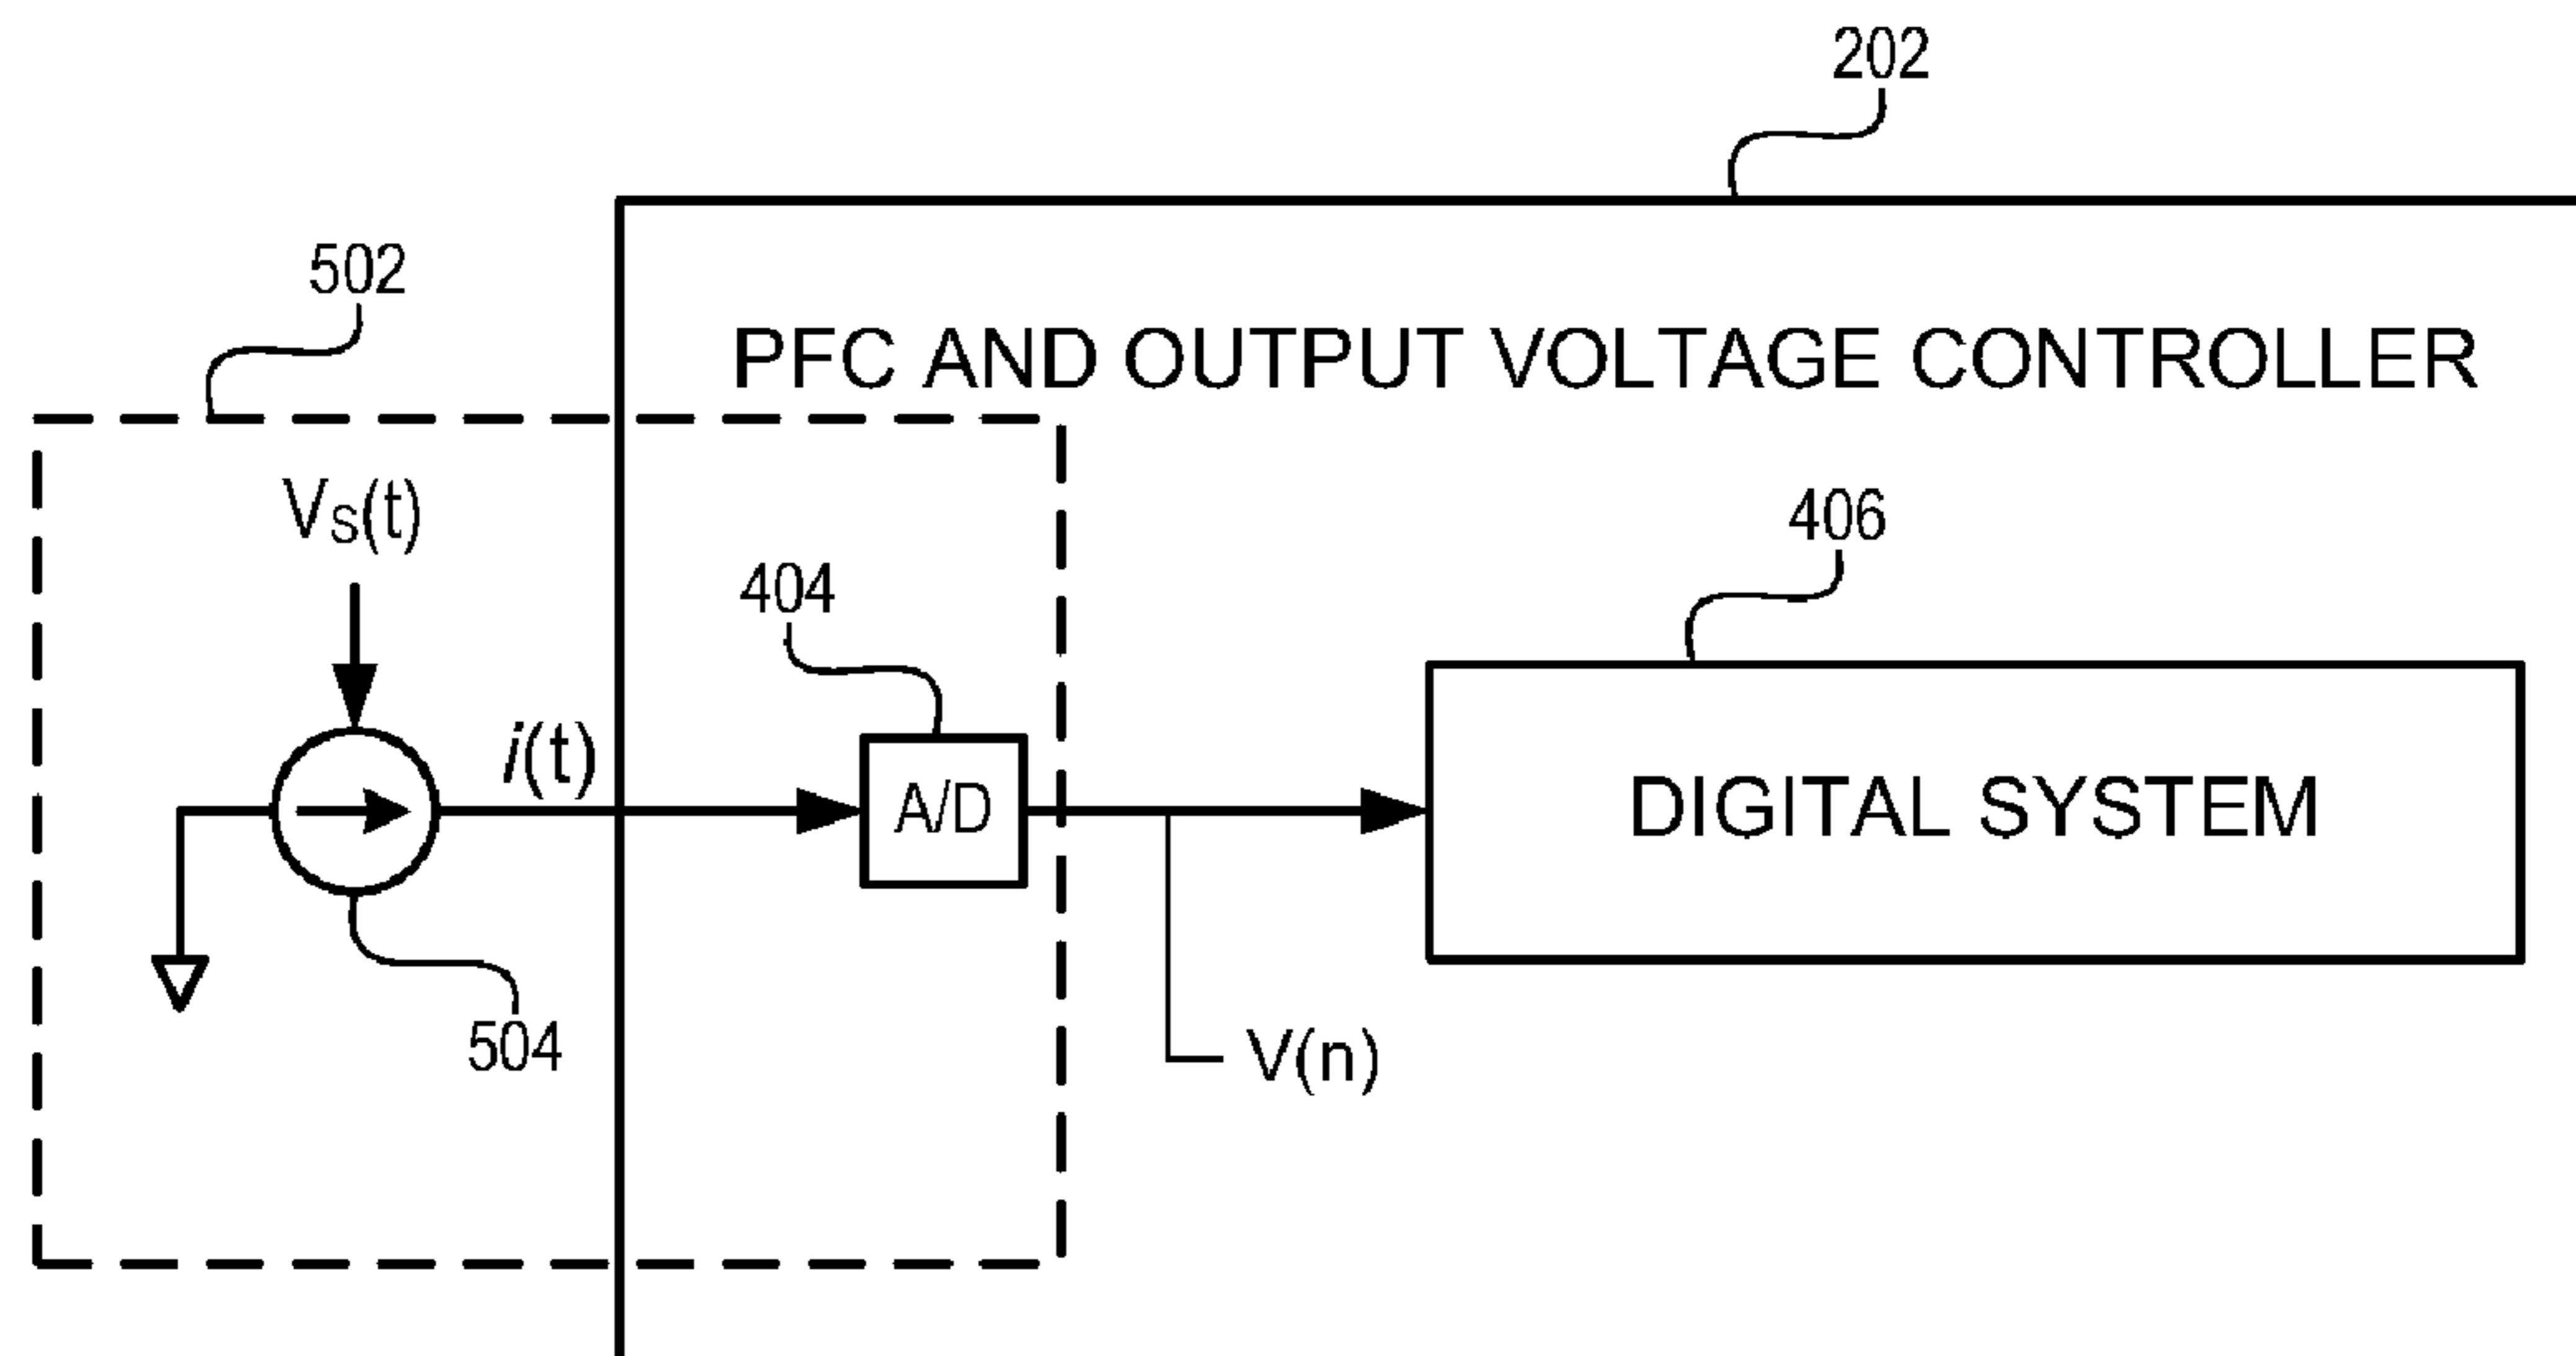 202
502
PFC AND OUTPUT VOLTAGE CONTROLLER
VS(t)
406
404
i(t)
A/D
DIGITAL SYSTEM
504
V(n)